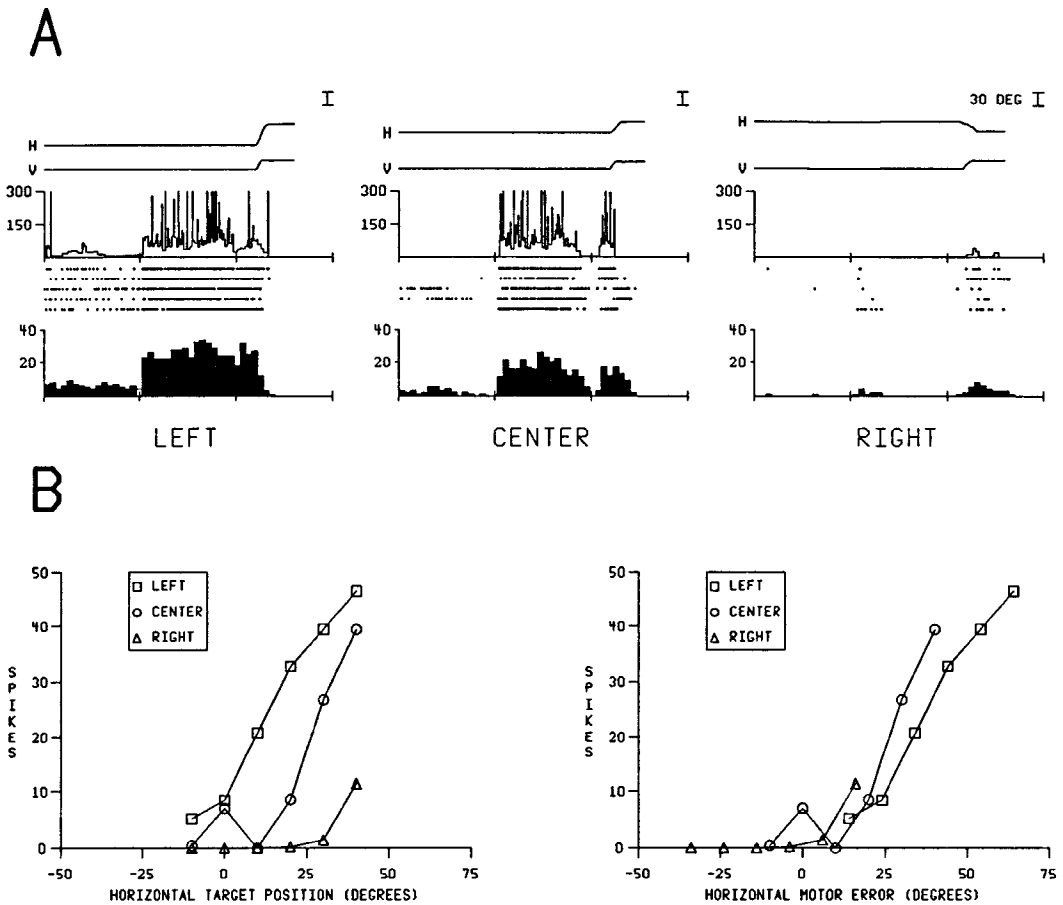 A
30 DEG
H
V
300
150
40
20
LEFT
H
V
300
150
40
20
CENTER
H
V
300
150
40
20
RIGHT
B
50
40
30
20
10
0
SPIKES
LEFT
CENTER
RIGHT
-50
-25
0
25
50
75
HORIZONTAL TARGET POSITION (DEGREES)
50
40
30
20
10
0
SPIKES
LEFT
CENTER
RIGHT
-50
-25
0
25
50
75
HORIZONTAL MOTOR ERROR (DEGREES)